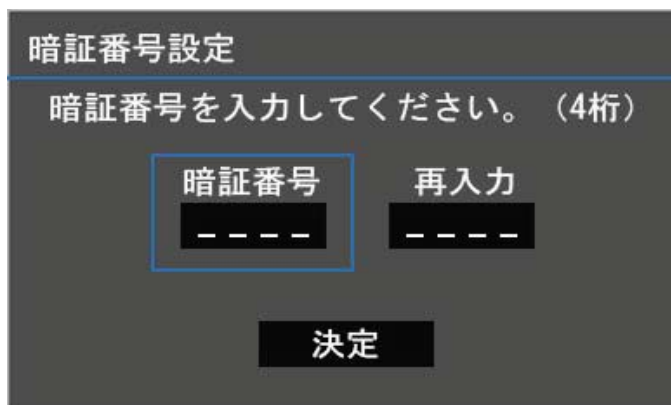 暗証番号設定
暗証番号を入力してください。（4桁）
暗証番号 再入力
_ _ _ _ _ _ _ _
決定